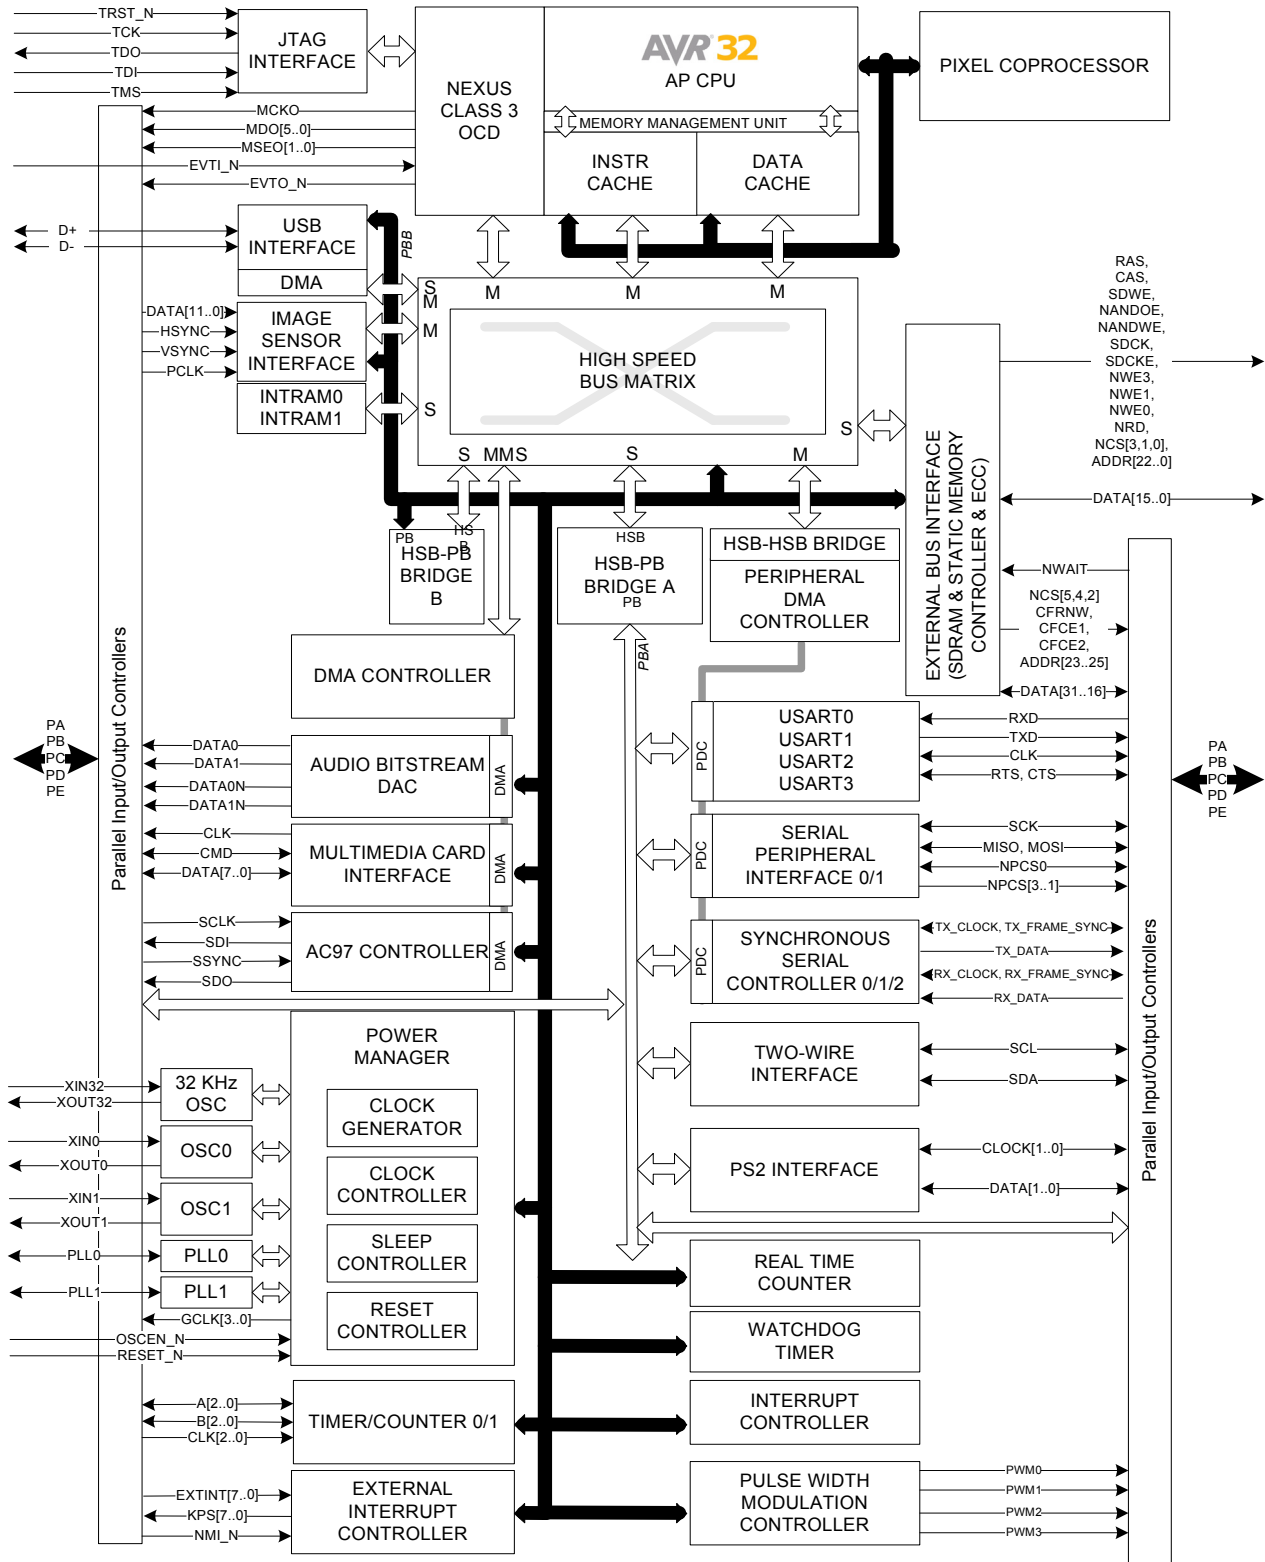 TRST_N
TCK
TDO
TDI
TMS
JTAG
INTERFACE
NEXUS
CLASS 3
OCD
AVR 32
AP CPU
MEMORY MANAGEMENT UNIT
INSTR
CACHE
DATA
CACHE
PIXEL COPROCESSOR
MCKO
MDO[5..0]
MSEO[1..0]
EVTI_N
EVTO_N
D+
D-
USB
INTERFACE
DMA
PBB
DATA[11..0]
HSYNC
VSYNC
PCLK
IMAGE
SENSOR
INTERFACE
INTRAM0
INTRAM1
S
M
M
S
M
M
M
HIGH SPEED
BUS MATRIX
S
S
MMS
S
M
RAS,
CAS,
SDWE,
NANDOE,
NANDWE,
SDCK,
SDCKE,
NWE3,
NWE1,
NWE0,
NRD,
NCS[3,1,0],
ADDR[22..0]
DATA[15..0]
EXTERNAL BUS INTERFACE
(SDRAM & STATIC MEMORY
CONTROLLER & ECC)
NWAIT
NCS[5,4,2]
CFRNW,
CFCE1,
CFCE2,
ADDR[23..25]
DATA[31..16]
PB
HS
B
HSB-PB
BRIDGE
B
HSB
HSB-PB
BRIDGE A
PB
HSB-HSB BRIDGE
PERIPHERAL
DMA
CONTROLLER
PBA
Parallel Input/Output Controllers
PA
PB
PC
PD
PE
DMA CONTROLLER
DATA0
DATA1
DATA0N
DATA1N
AUDIO BITSTREAM
DAC
DMA
CLK
CMD
DATA[7..0]
MULTIMEDIA CARD
INTERFACE
DMA
SCLK
SDI
SSYNC
SDO
AC97 CONTROLLER
DMA
PDC
USART0
USART1
USART2
USART3
RXD
TXD
CLK
RTS, CTS
PDC
SERIAL
PERIPHERAL
INTERFACE 0/1
SCK
MISO, MOSI
NPCS0
NPCS[3..1]
PDC
SYNCHRONOUS
SERIAL
CONTROLLER 0/1/2
TX_CLOCK, TX_FRAME_SYNC
TX_DATA
RX_CLOCK, RX_FRAME_SYNC
RX_DATA
TWO-WIRE
INTERFACE
SCL
SDA
PS2 INTERFACE
CLOCK[1..0]
DATA[1..0]
Parallel Input/Output Controllers
PA
PB
PC
PD
PE
POWER
MANAGER
CLOCK
GENERATOR
CLOCK
CONTROLLER
SLEEP
CONTROLLER
RESET
CONTROLLER
XIN32
XOUT32
32 KHz
OSC
XIN0
XOUT0
OSC0
XIN1
XOUT1
OSC1
PLL0
PLL0
PLL1
PLL1
GCLK[3..0]
OSCEN_N
RESET_N
REAL TIME
COUNTER
WATCHDOG
TIMER
A[2..0]
B[2..0]
CLK[2..0]
TIMER/COUNTER 0/1
INTERRUPT
CONTROLLER
EXTINT[7..0]
KPS[7..0]
NMI_N
EXTERNAL
INTERRUPT
CONTROLLER
PULSE WIDTH
MODULATION
CONTROLLER
PWM0
PWM1
PWM2
PWM3